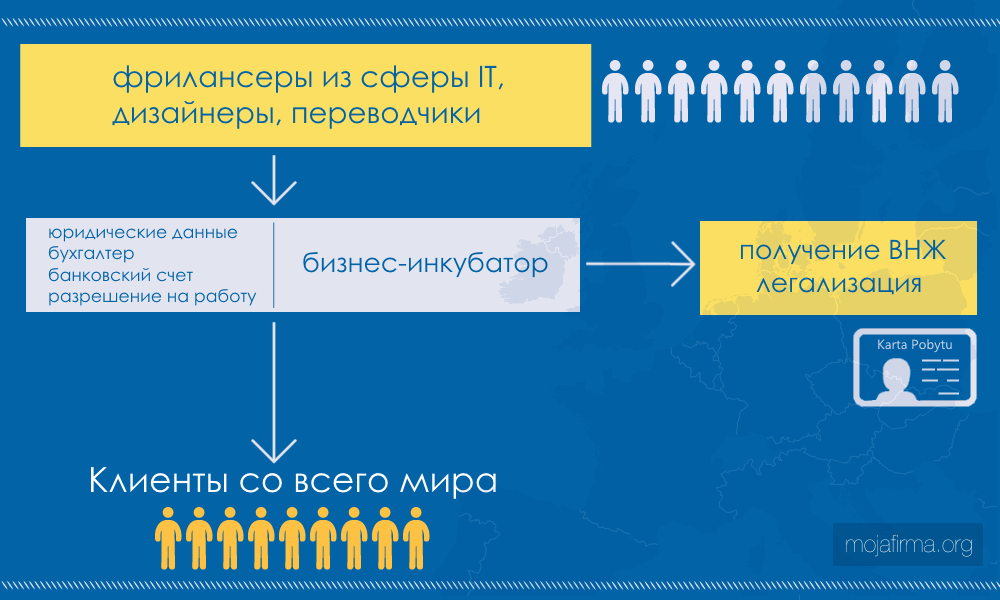 фрилансеры из сферы IT,
дизайнеры, переводчики
юридические данные
бухгалтер
банковский счет
разрешение на работу
бизнес-инкубатор
получение ВНЖ
легализация
Karta Pobytu
Клиенты со всего мира
mojafirma.org